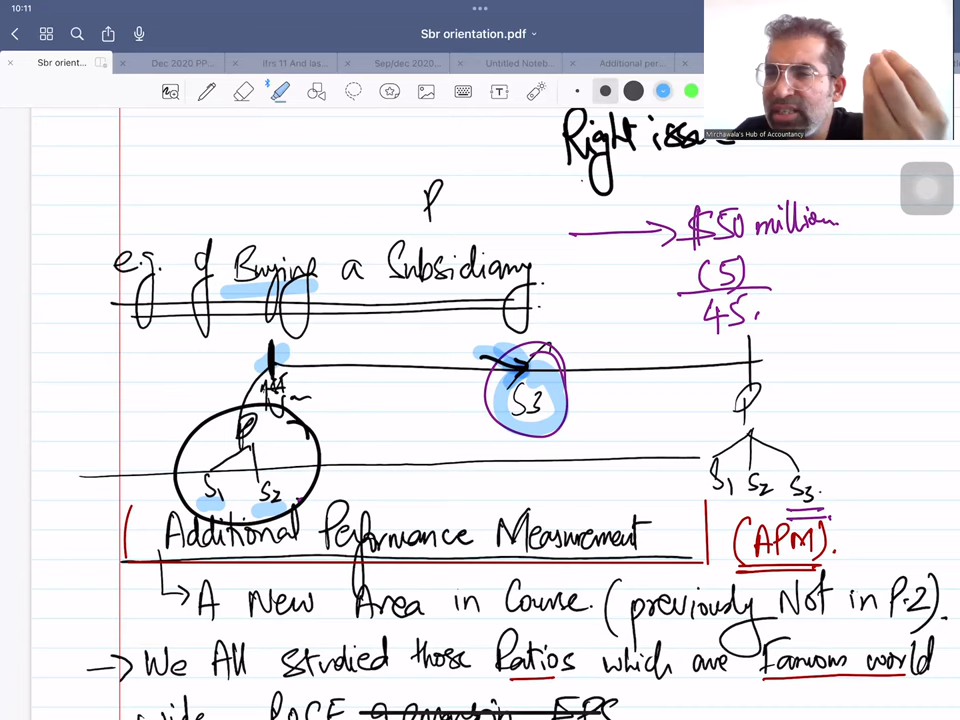 10:11
Sbr orientation.pdf
Sbr orient...
Dec 2020 PP...
ifrs 11 And las...
Sep/dec 2020...
Untitled Noteb...
Additional per...
Mirchawala's Hub of Accountancy
Right issue
P
$50 million
(5)
45.
e.g. of Buying a Subsidiary.
S3
P
P
S1 S2
S1 S2 S3.
Additional Performance Measurement (APM).
A New Area in Course. (previously Not in P.2).
We All studied those Ratios which are Famous world
wide ROCE EPS